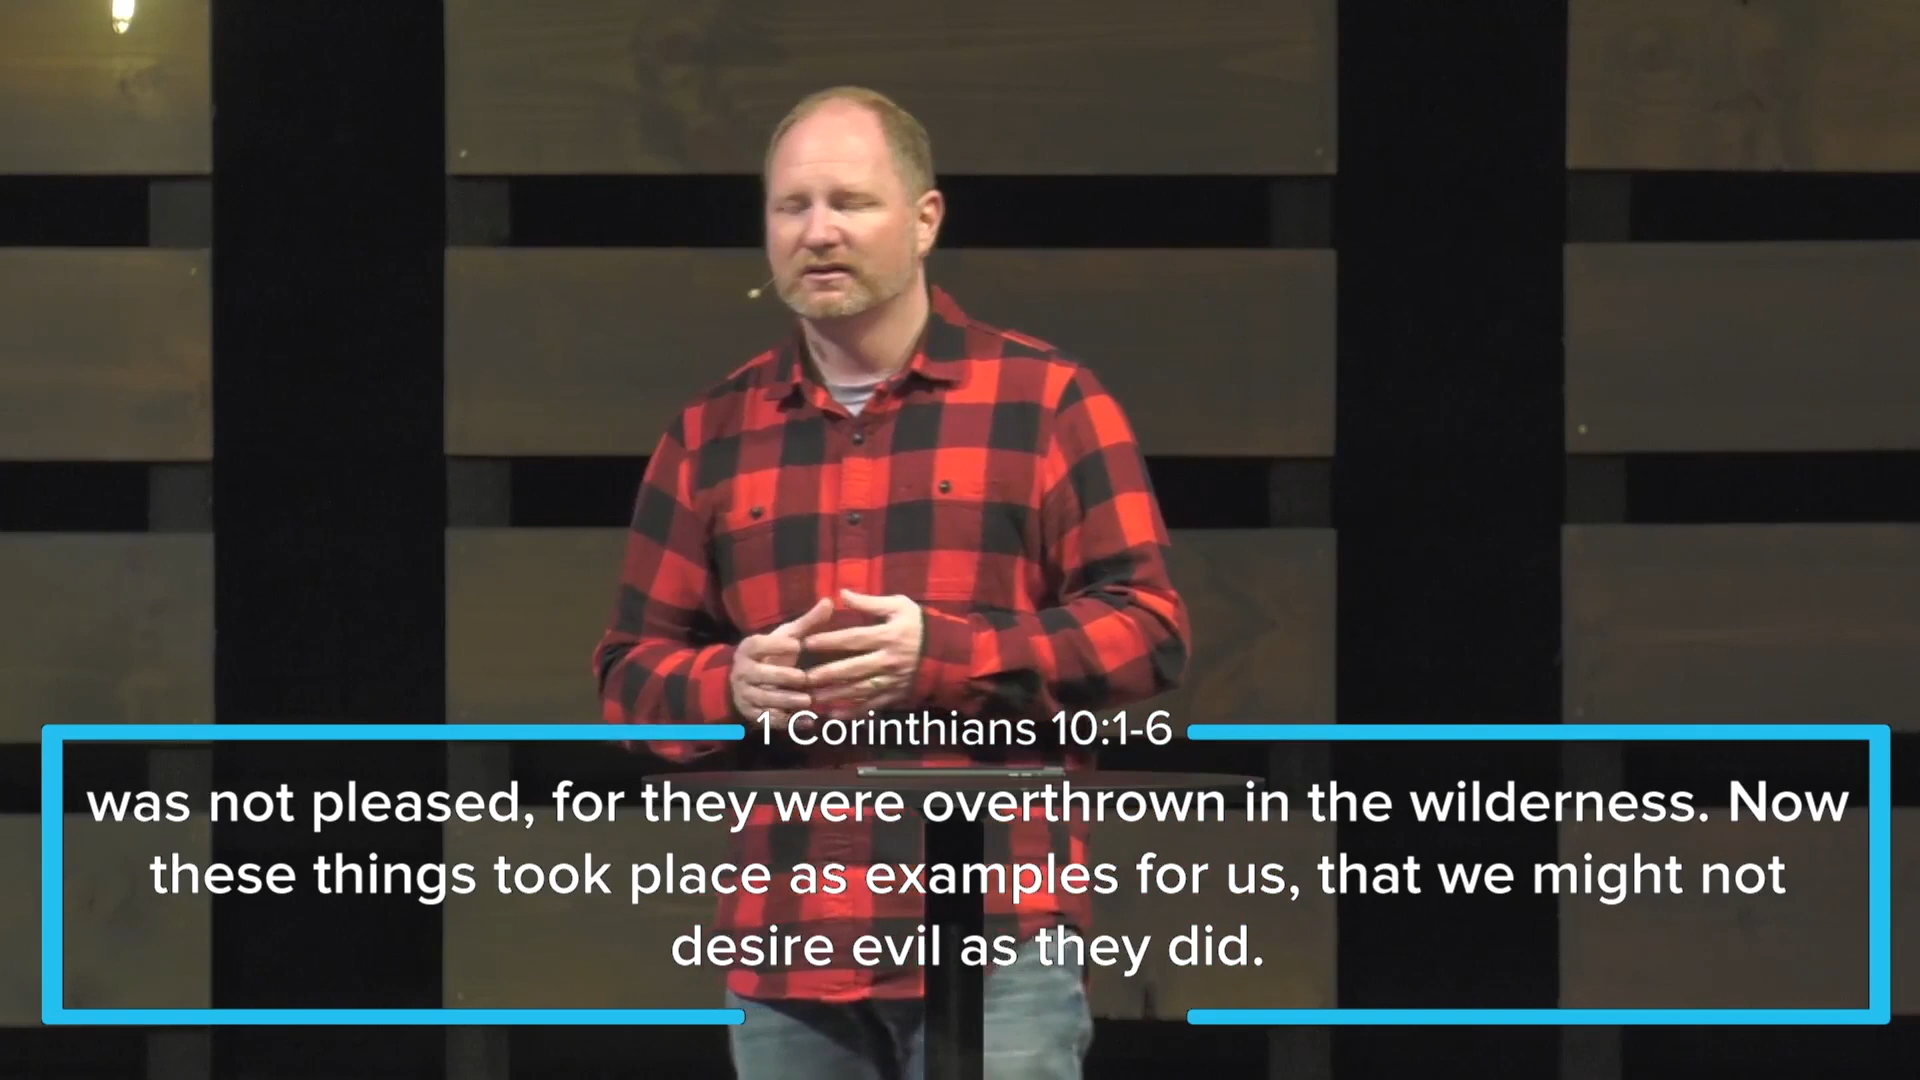 1 Corinthians 10:1-6
was not pleased, for they were overthrown in the wilderness. Now
these things took place as examples for us, that we might not
desire evil as they did.